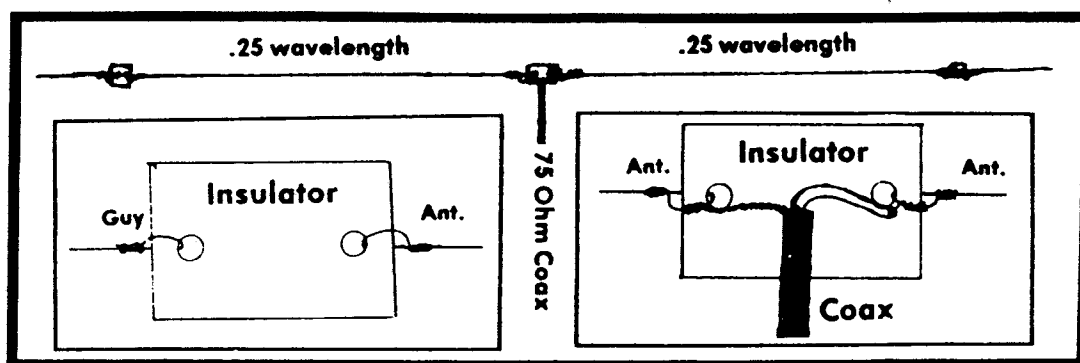 .25 wavelength
.25 wavelength
75 Ohm Coax
Insulator
Guy
Ant.
Insulator
Ant.
Ant.
Coax